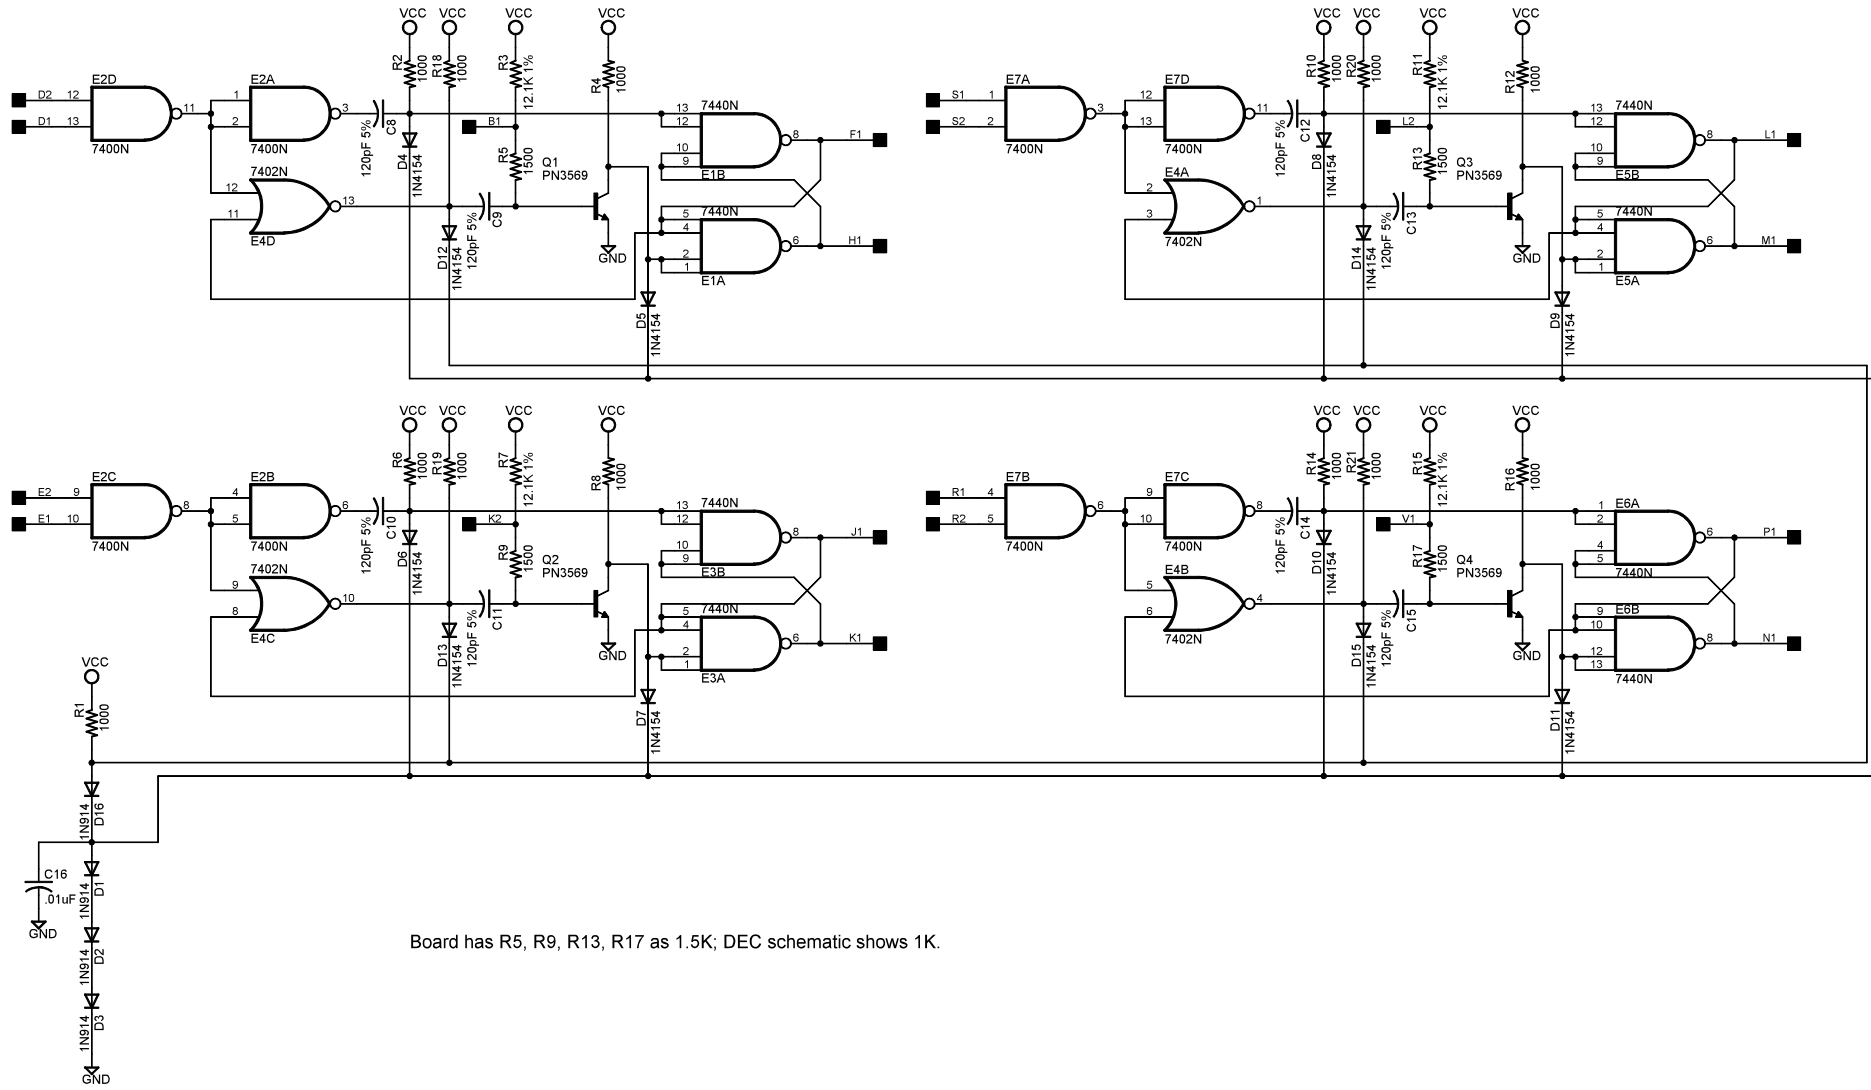 VCC VCC VCC VCC VCC VCC VCC VCC
R2 1000 R18 1000 R3 12.1K 1% R4 1000
R10 1000 R20 1000 R11 12.1K 1% R12 1000
E2D E2A E7A E7D
D2 12 11 1 3 7440N 13 12 8 F1
D1 13 2 B1
7400N 7400N
120pF 5% C8 D4 1N4154 R5 1500 Q1 PN3569 10 9 E1B
7402N 12 11 13 E4D
D12 1N4154 120pF 5% C9 GND 7440N 5 4 6 H1 2 1 E1A
D5 1N4154
S1 1 3 12 11 7440N 13 12 8 L1
S2 2 13 L2
7400N 7400N
120pF 5% C12 D8 1N4154 R13 1500 Q3 PN3569 10 9 E5B
E4A 2 3 1 7402N
D14 1N4154 120pF 5% C13 GND 7440N 5 4 6 M1 2 1 E5A
D9 1N4154
VCC VCC VCC VCC VCC VCC VCC VCC
R6 1000 R19 1000 R7 12.1K 1% R8 1000
R14 1000 R21 1000 R15 12.1K 1% R16 1000
E2C E2B E7B E7C
E2 9 8 4 6 7440N 13 12 8 J1
E1 10 5 K2
7400N 7400N
120pF 5% C10 D6 1N4154 R9 1500 Q2 PN3569 10 9 E3B
7402N 9 8 10 E4C
D13 1N4154 120pF 5% C11 GND 7440N 5 4 6 K1 2 1 E3A
D7 1N4154
R1 4 6 9 8 E6A 1 2 6 P1
R2 5 10 V1
7400N 7400N
120pF 5% C14 D10 1N4154 R17 1500 Q4 PN3569 4 5 7440N
E4B 5 6 4 7402N
D15 1N4154 120pF 5% C15 GND E6B 9 10 8 N1 12 13 7440N
D11 1N4154
VCC
R1 1000
D16 1N914
C16
.01uF
GND
D1 1N914
D2 1N914
D3 1N914
GND
Board has R5, R9, R13, R17 as 1.5K; DEC schematic shows 1K.